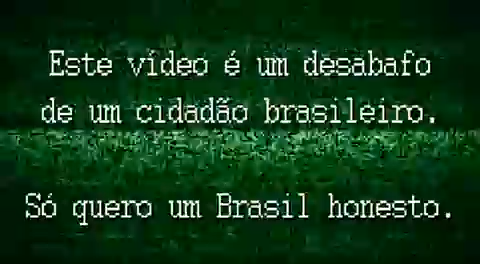 Este vídeo é um desabafo
de um cidadão brasileiro.
Só quero um Brasil honesto.